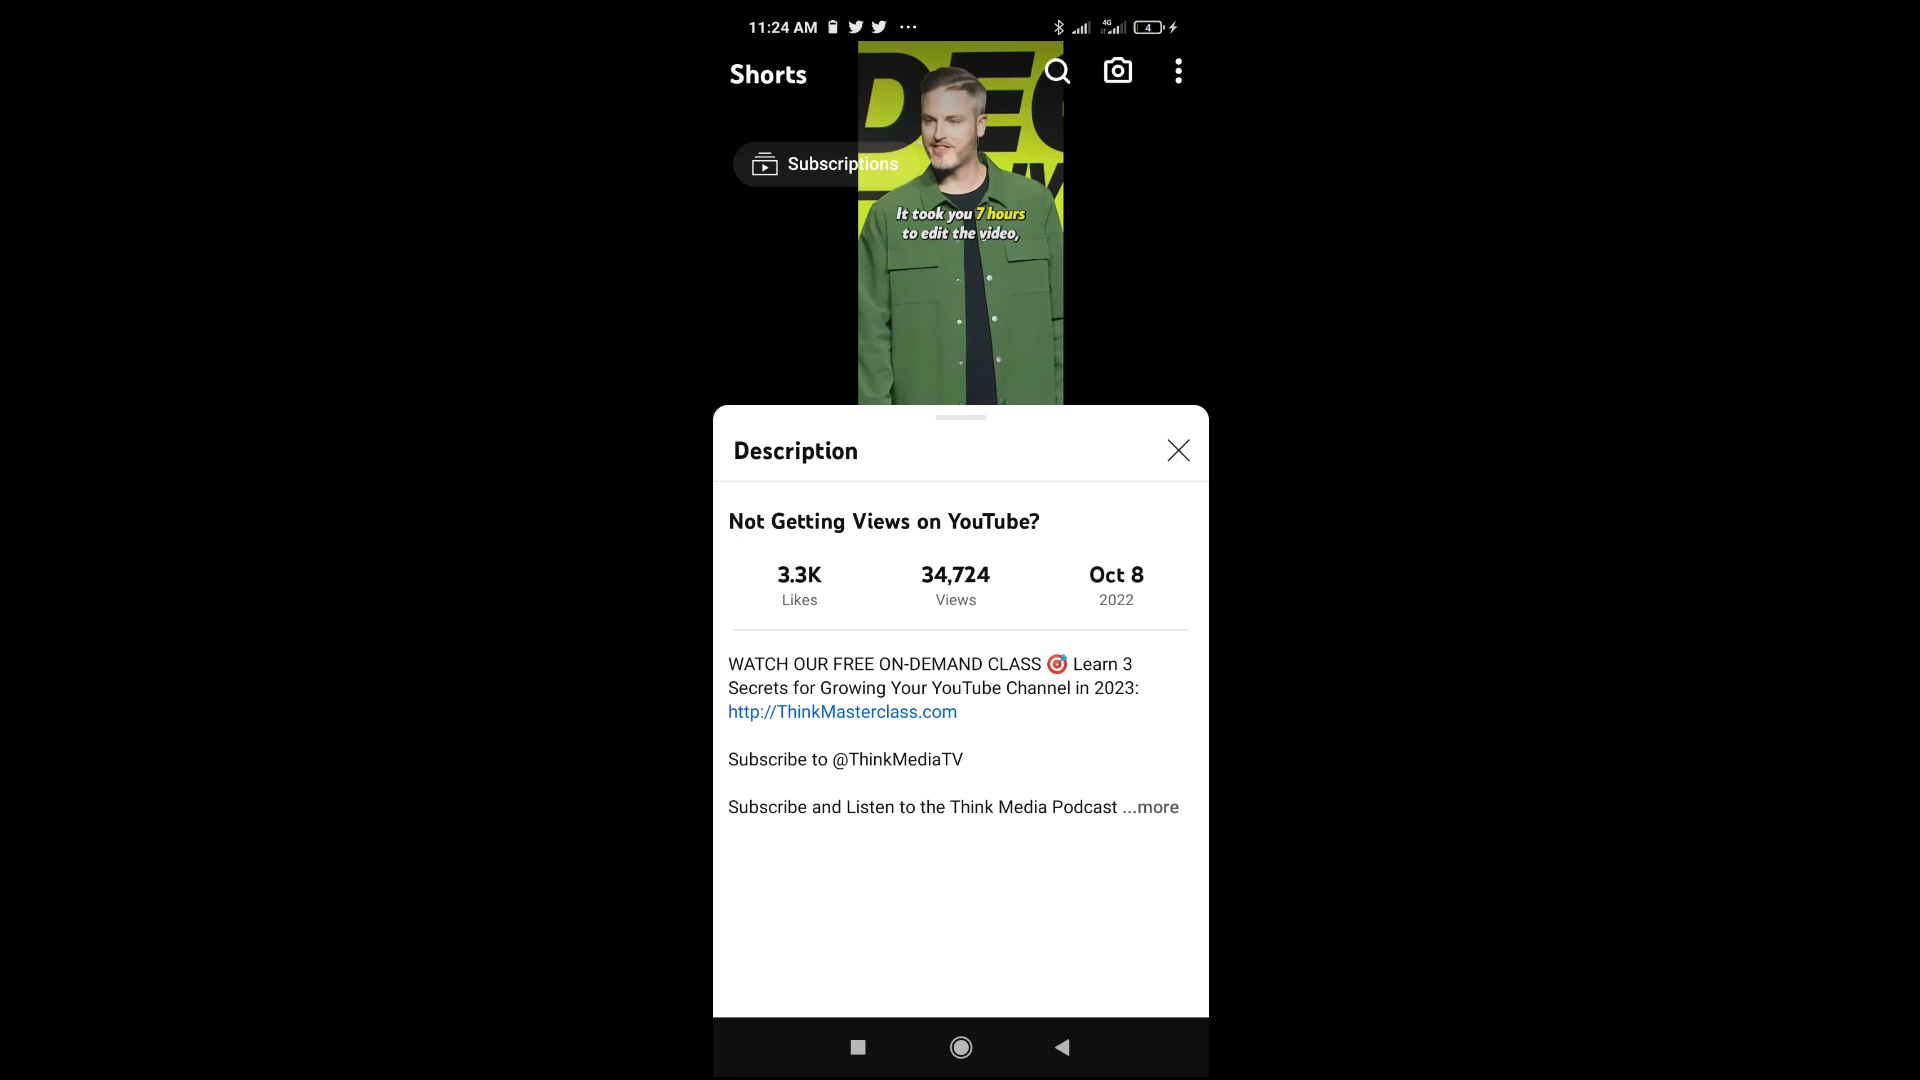 11:24 AM
4G
4
Shorts
Subscriptions
It took you 7 hours
to edit the video,
Description
Not Getting Views on YouTube?
3.3K
Likes
34,724
Views
Oct 8
2022
WATCH OUR FREE ON-DEMAND CLASS 🎯 Learn 3
Secrets for Growing Your YouTube Channel in 2023:
http://ThinkMasterclass.com
Subscribe to @ThinkMediaTV
Subscribe and Listen to the Think Media Podcast ...more